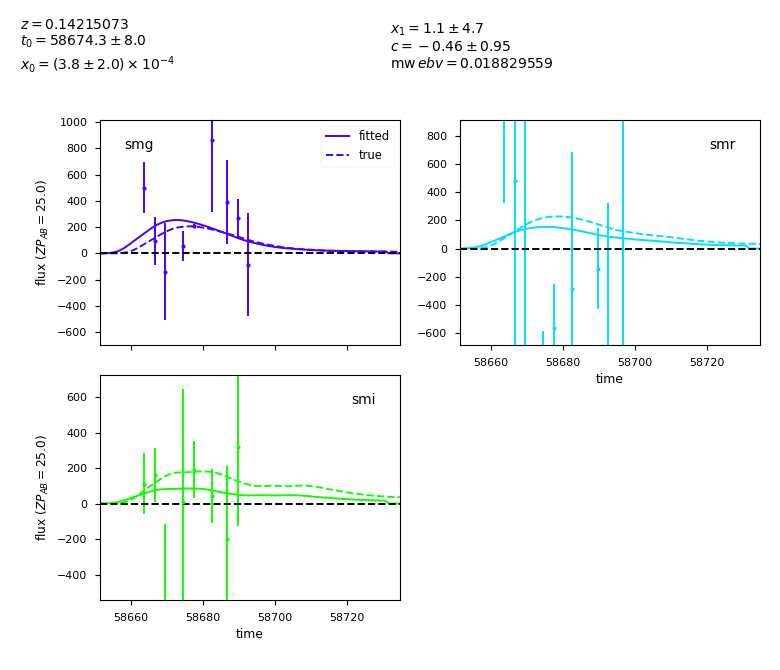 z = 0.14215073
t₀ = 58674.3 ± 8.0
x₀ = (3.8 ± 2.0) × 10⁻⁴
x₁ = 1.1 ± 4.7
c = −0.46 ± 0.95
mw ebv = 0.018829559
smg
fitted
true
1000
800
600
400
200
0
−200
−400
−600
flux (ZP_AB = 25.0)
smr
800
600
400
200
0
−200
−400
−600
58660 58680 58700 58720
time
smi
600
400
200
0
−200
−400
flux (ZP_AB = 25.0)
58660 58680 58700 58720
time